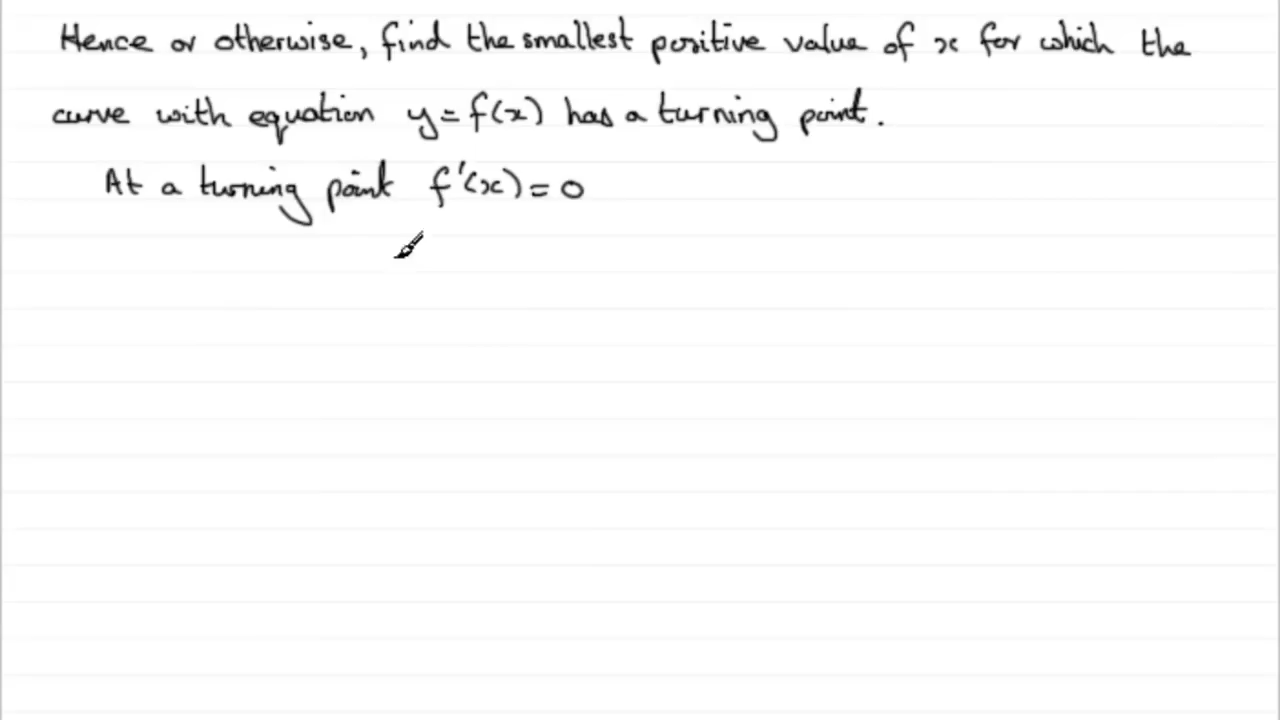 Hence or otherwise, find the smallest positive value of x for which the
curve with equation y=f(x) has a turning point.
At a turning point f'(x)=0